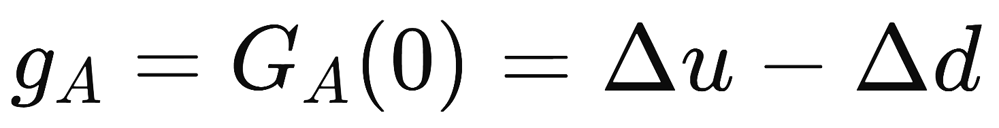 g_A = G_A(0) = Δu − Δd